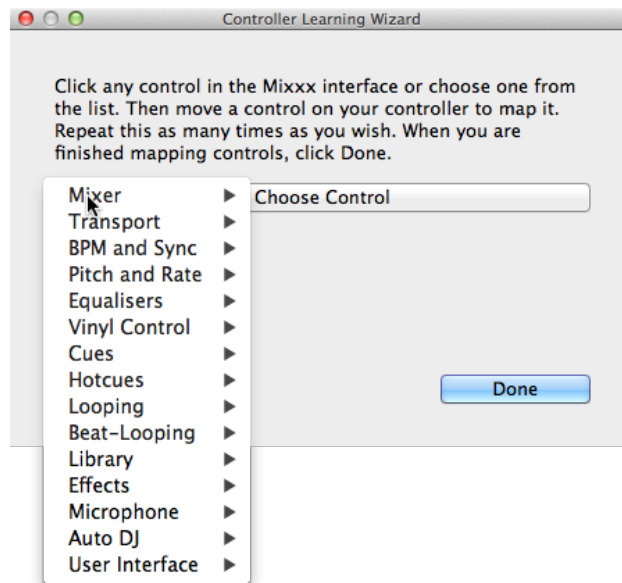 Controller Learning Wizard
Click any control in the Mixxx interface or choose one from
the list. Then move a control on your controller to map it.
Repeat this as many times as you wish. When you are
finished mapping controls, click Done.
Choose Control
Mixer
Transport
BPM and Sync
Pitch and Rate
Equalisers
Vinyl Control
Cues
Hotcues
Looping
Beat-Looping
Library
Effects
Microphone
Auto DJ
User Interface
Done